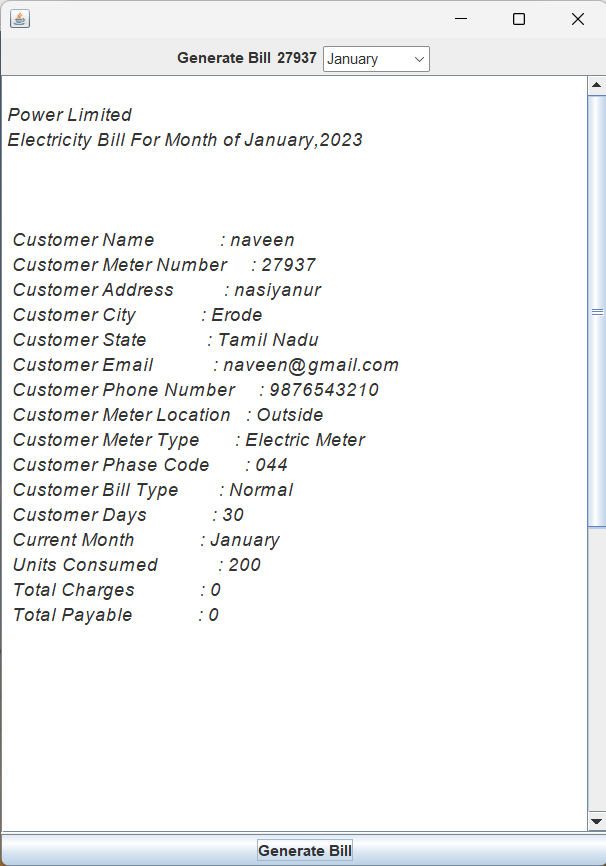 Generate Bill 27937 January
Power Limited
Electricity Bill For Month of January,2023
Customer Name : naveen
Customer Meter Number : 27937
Customer Address : nasiyanur
Customer City : Erode
Customer State : Tamil Nadu
Customer Email : naveen@gmail.com
Customer Phone Number : 9876543210
Customer Meter Location : Outside
Customer Meter Type : Electric Meter
Customer Phase Code : 044
Customer Bill Type : Normal
Customer Days : 30
Current Month : January
Units Consumed : 200
Total Charges : 0
Total Payable : 0
Generate Bill